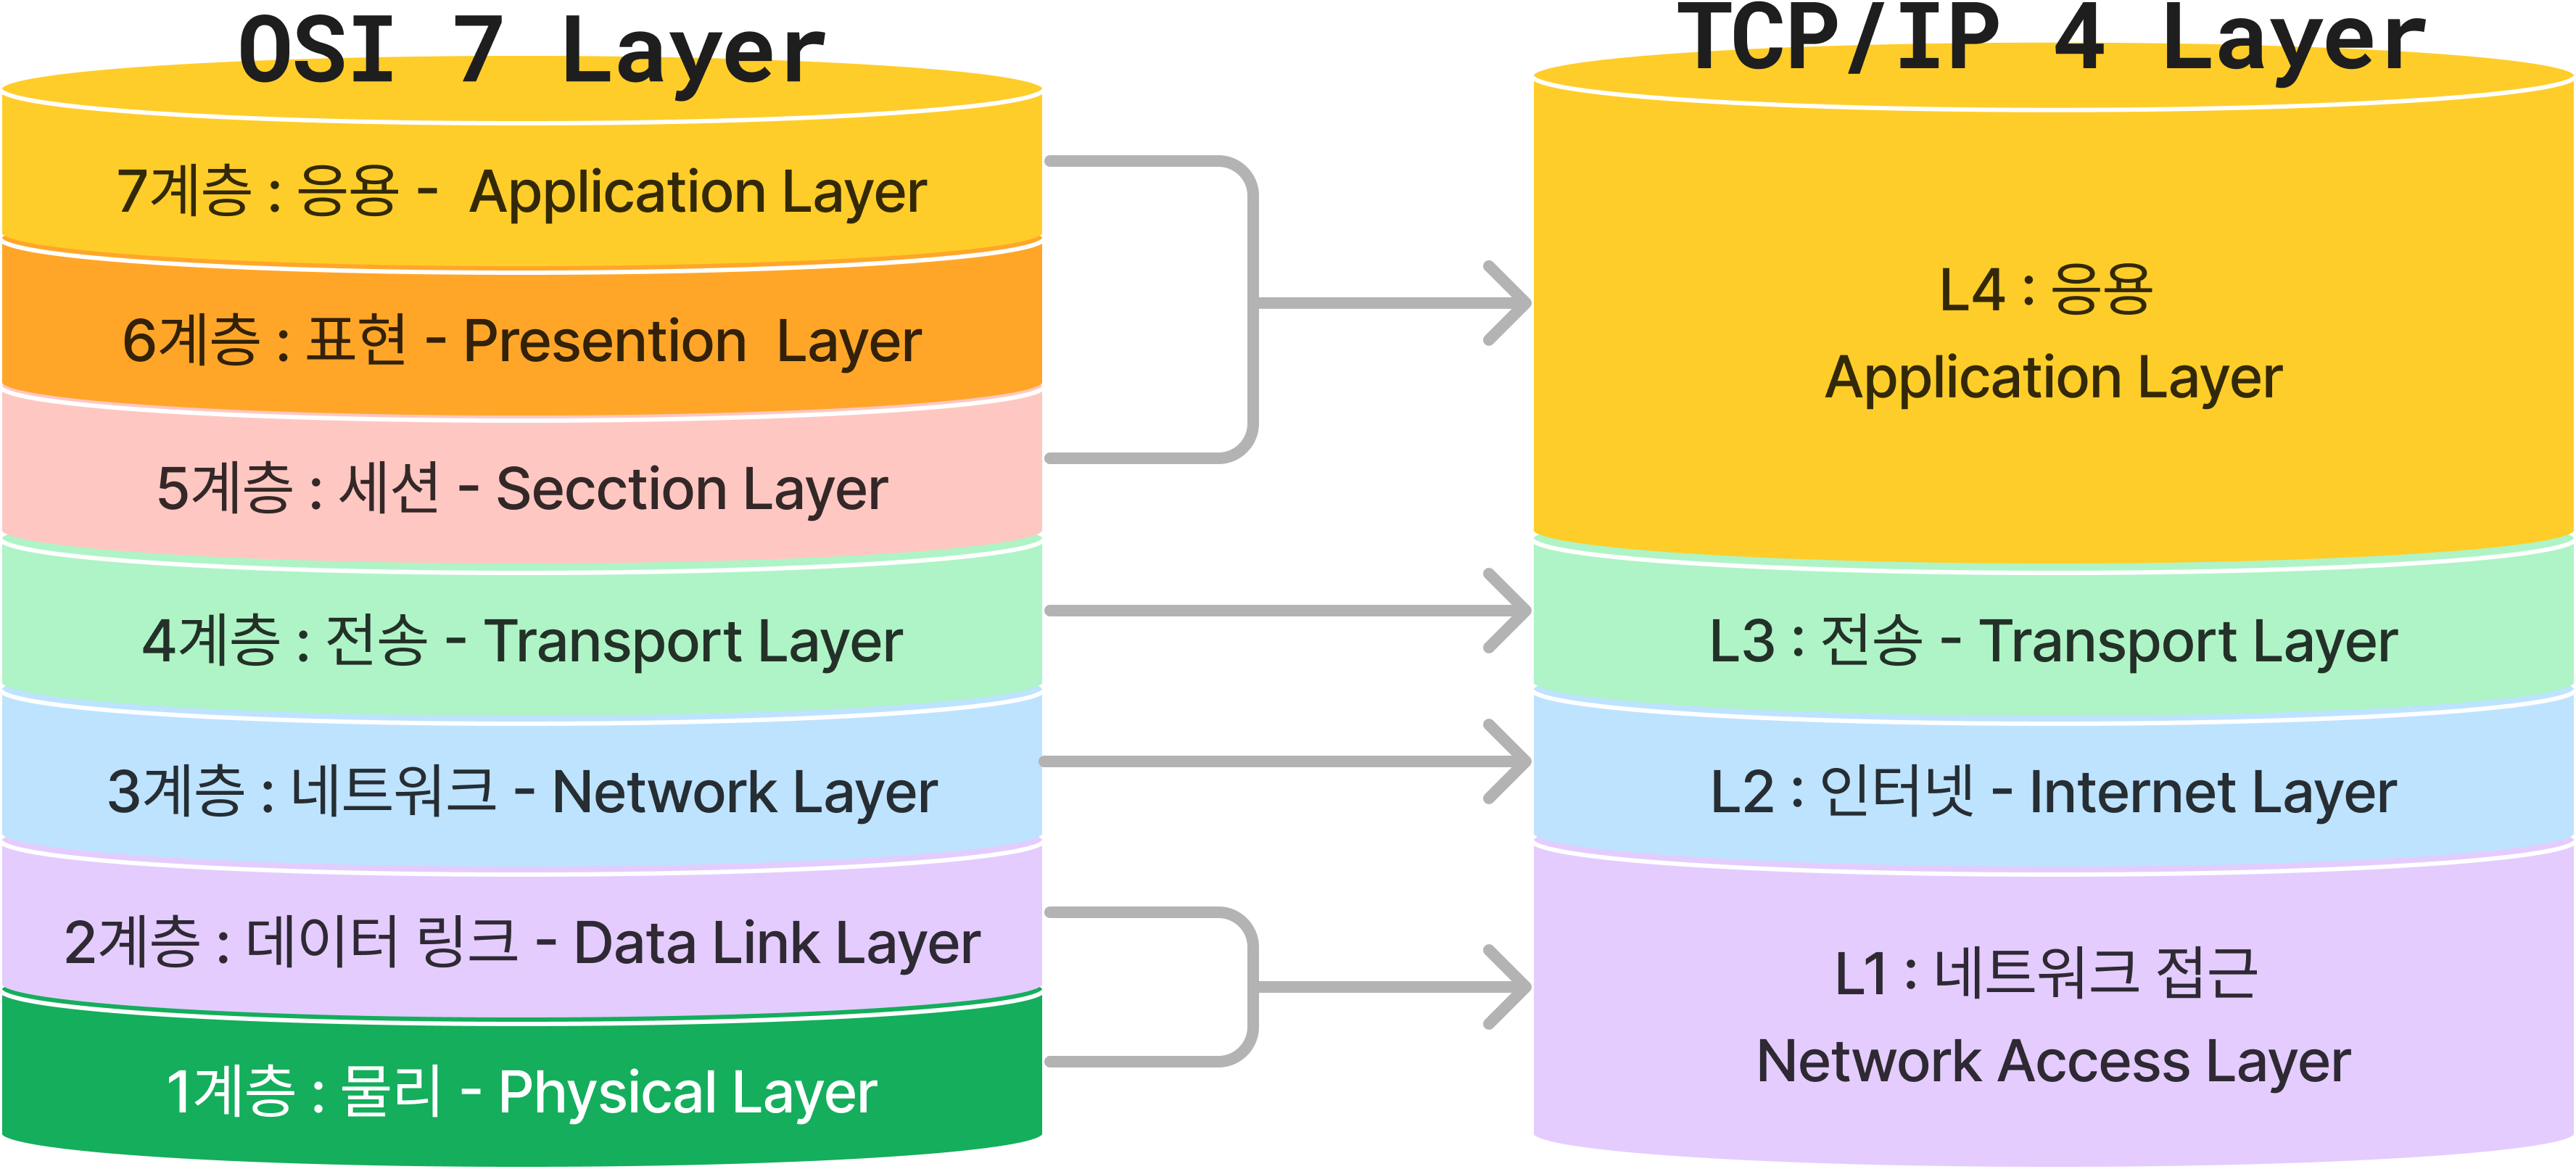 OSI 7 Layer
7계층 : 응용 - Application Layer
6계층 : 표현 - Presention Layer
5계층 : 세션 - Secction Layer
4계층 : 전송 - Transport Layer
3계층 : 네트워크 - Network Layer
2계층 : 데이터 링크 - Data Link Layer
1계층 : 물리 - Physical Layer
TCP/IP 4 Layer
L4 : 응용
Application Layer
L3 : 전송 - Transport Layer
L2 : 인터넷 - Internet Layer
L1 : 네트워크 접근
Network Access Layer